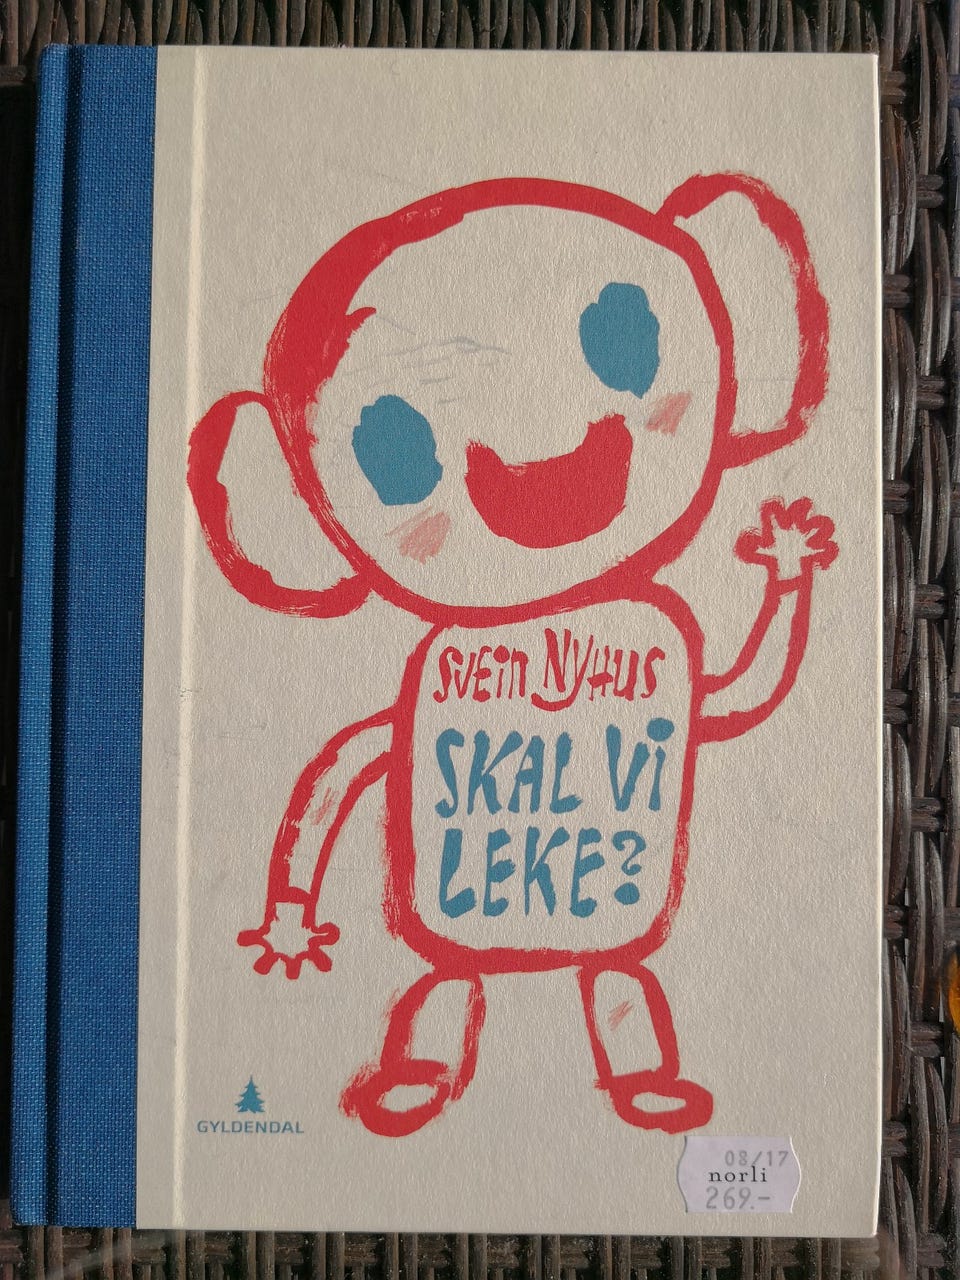 Svein Nyhus
SKAL Vi
LEKE?
GYLDENDAL
08/17
norli
269.-